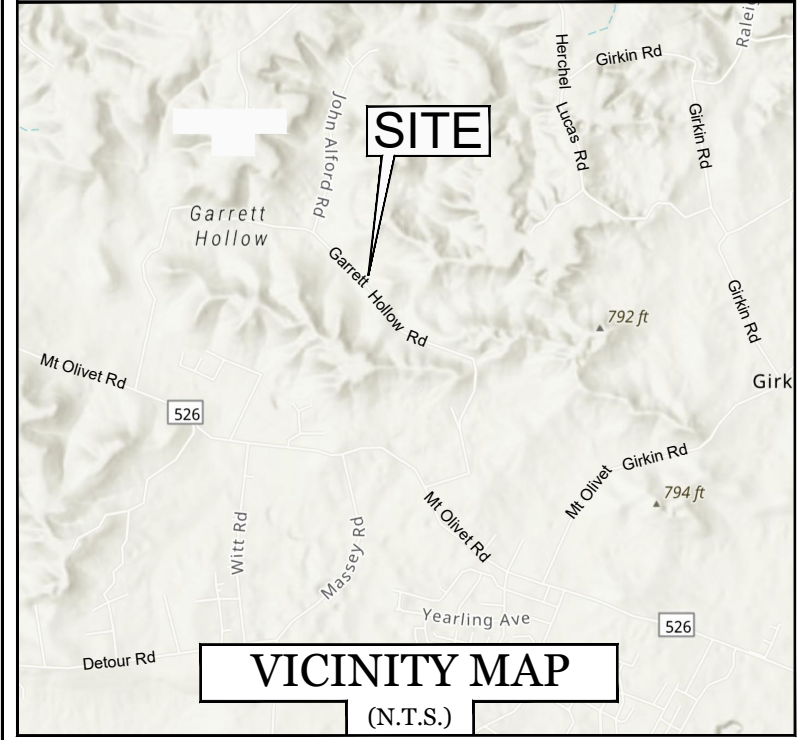 Raleig
Herchel Lucas Rd
Girkin Rd
John Alford Rd
SITE
Girkin Rd
Garrett
Hollow
Garrett Hollow Rd
Girkin Rd
792 ft
Mt Olivet Rd
Girk
526
Mt Olivet Girkin Rd
794 ft
Mt Olivet Rd
Witt Rd
Massey Rd
Yearling Ave
526
Detour Rd
VICINITY MAP
(N.T.S.)